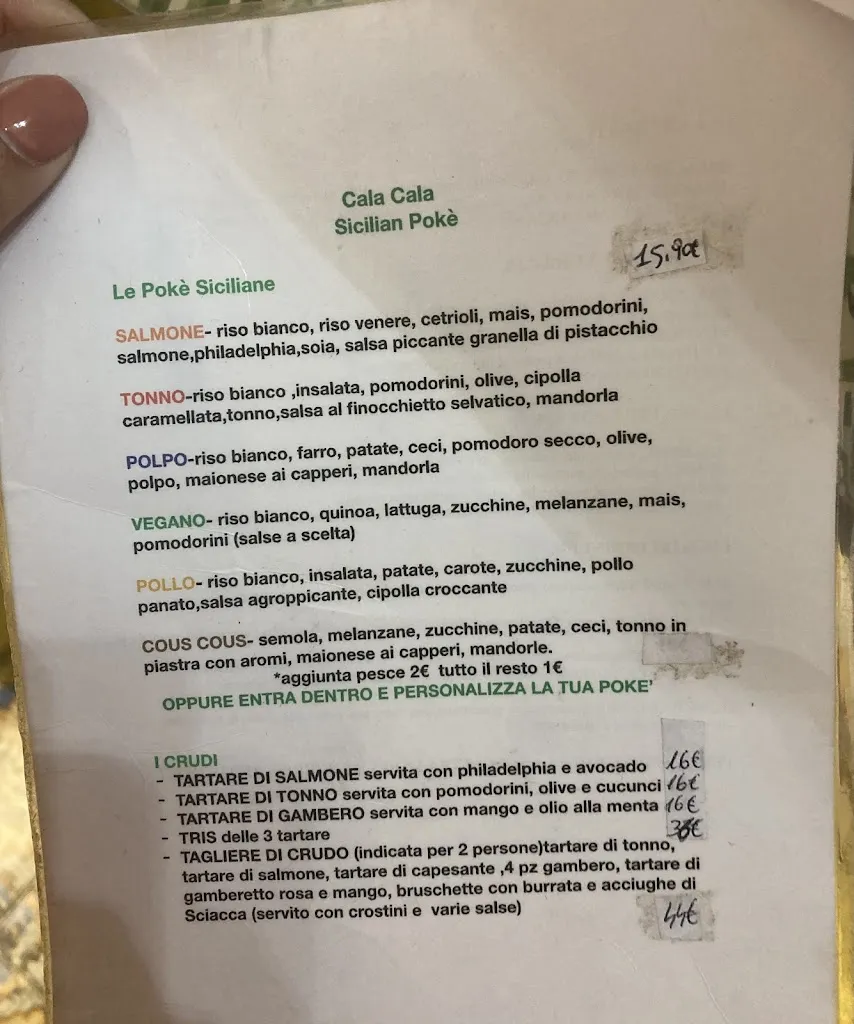 Cala Cala
Sicilian Pokè
15,90€
Le Pokè Siciliane
SALMONE- riso bianco, riso venere, cetrioli, mais, pomodorini,
salmone,philadelphia,soia, salsa piccante granella di pistacchio
TONNO-riso bianco ,insalata, pomodorini, olive, cipolla
caramellata,tonno,salsa al finocchietto selvatico, mandorla
POLPO-riso bianco, farro, patate, ceci, pomodoro secco, olive,
polpo, maionese ai capperi, mandorla
VEGANO- riso bianco, quinoa, lattuga, zucchine, melanzane, mais,
pomodorini (salse a scelta)
POLLO- riso bianco, insalata, patate, carote, zucchine, pollo
panato,salsa agroppicante, cipolla croccante
COUS COUS- semola, melanzane, zucchine, patate, ceci, tonno in
piastra con aromi, maionese ai capperi, mandorle.
*aggiunta pesce 2€ tutto il resto 1€
OPPURE ENTRA DENTRO E PERSONALIZZA LA TUA POKE'
I CRUDI
- TARTARE DI SALMONE servita con philadelphia e avocado 16€
- TARTARE DI TONNO servita con pomodorini, olive e cucunci 16€
- TARTARE DI GAMBERO servita con mango e olio alla menta 16€
- TRIS delle 3 tartare
- TAGLIERE DI CRUDO (indicata per 2 persone)tartare di tonno,
tartare di salmone, tartare di capesante ,4 pz gambero, tartare di
gamberetto rosa e mango, bruschette con burrata e acciughe di
Sciacca (servito con crostini e varie salse)
44€